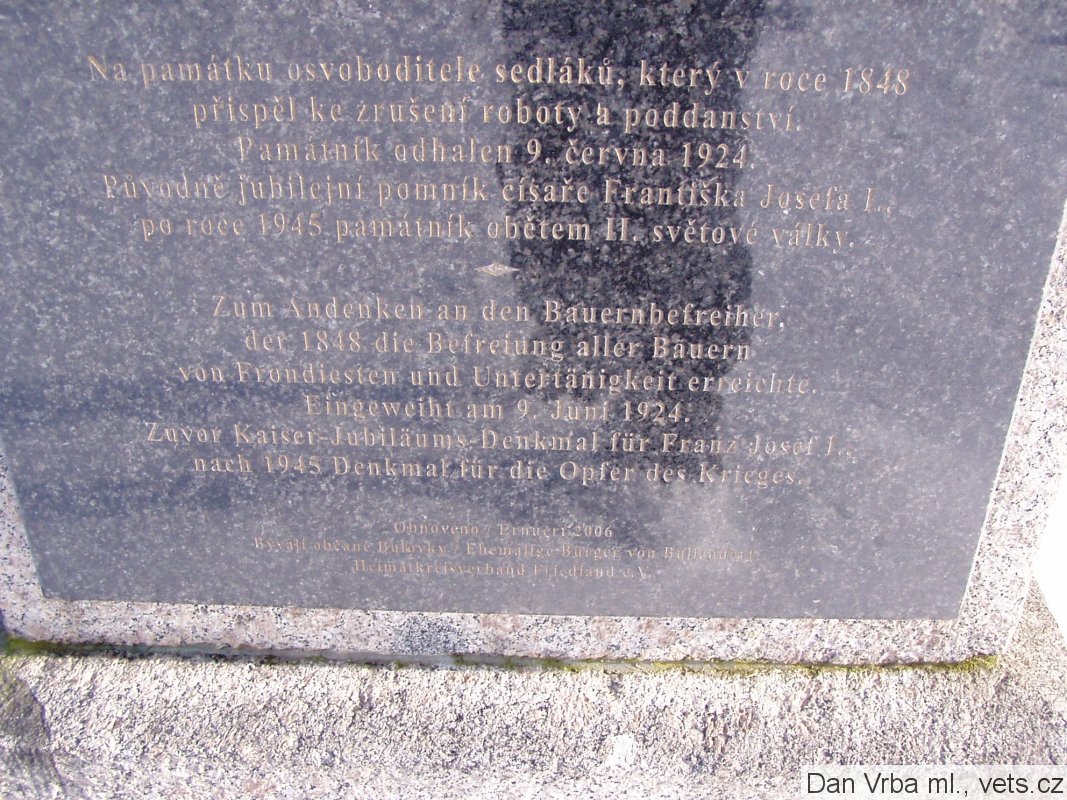 Na památku osvoboditele sedláků, který v roce 1848
přispěl ke zrušení roboty a poddanství.
Památník odhalen 9. června 1924.
Původně jubilejní pomník císaře Františka Josefa I.,
po roce 1945 památník obětem II. světové války.
Zum Andenken an den Bauernbefreiher,
der 1848 die Befreiung aller Bauern
von Frondiesten und Untertänigkeit erreichte.
Eingeweiht am 9. Juni 1924.
Zuvor Kaiser-Jubiläums-Denkmal für Franz Josef I.,
nach 1945 Denkmal für die Opfer des Krieges.
Obnoveno / Ernuert 2006
Bývalí občané Bulovky / Ehemalige Bürger von Bullendorf
Heimatkreisverband Friedland e.V.
Dan Vrba ml., vets.cz